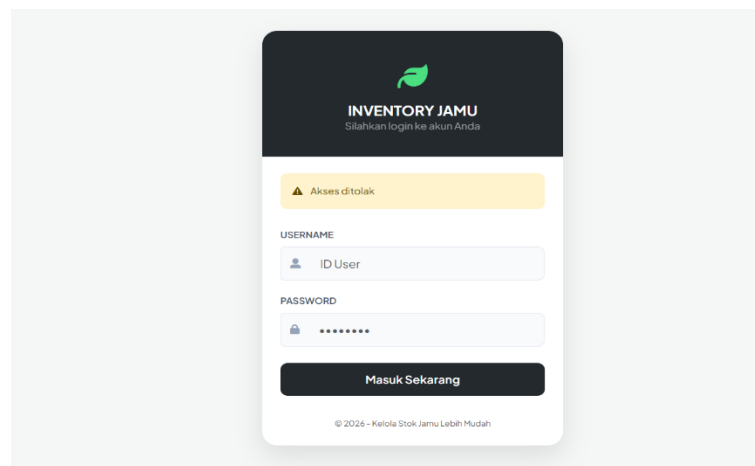 INVENTORY JAMU
Silahkan login ke akun Anda
Akses ditolak
USERNAME
ID User
PASSWORD
••••••••
Masuk Sekarang
© 2026 - Kelola Stok Jamu Lebih Mudah